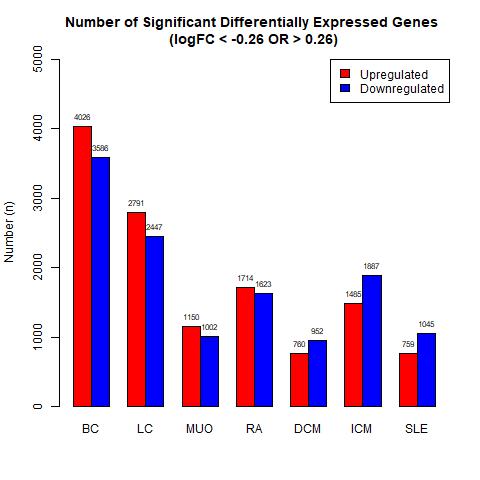 Number of Significant Differentially Expressed Genes
(logFC < -0.26 OR > 0.26)
Upregulated
Downregulated
Number (n)
5000
4000
3000
2000
1000
0
4026
3586
2791
2447
1150
1002
1714
1623
760
952
1485
1887
759
1045
BC
LC
MUO
RA
DCM
ICM
SLE